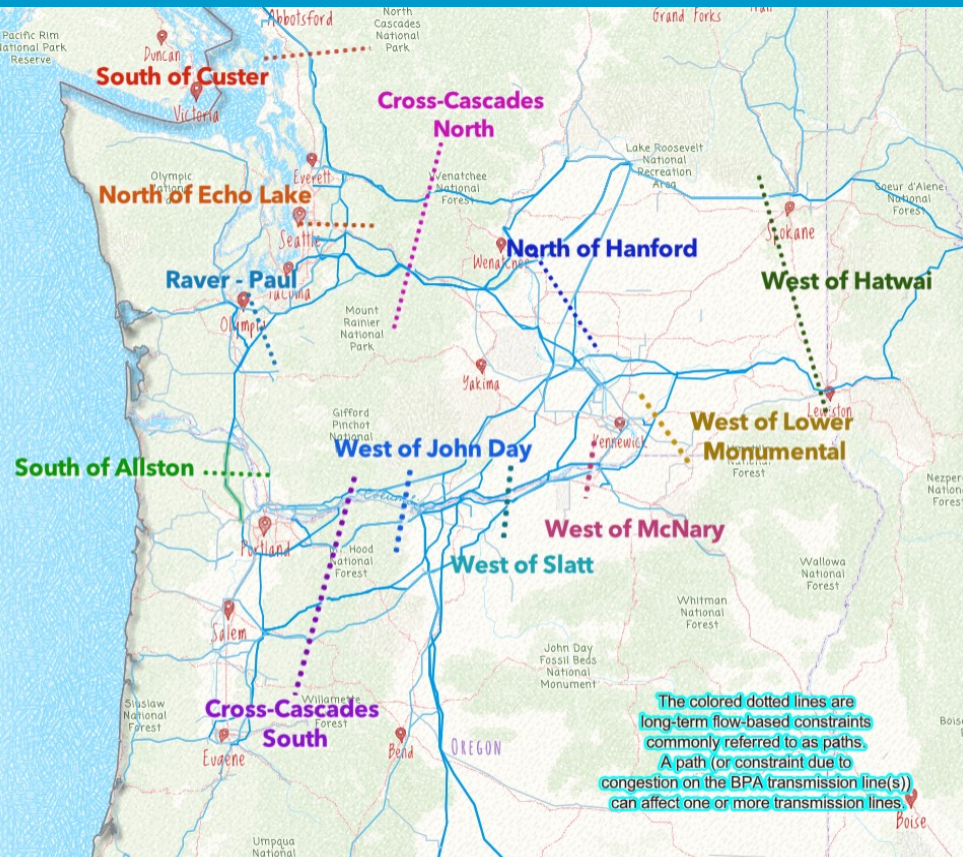 Abbotsford
North
Cascades
National
Park
Grand Forks
Pacific Rim
National Park
Reserve
Duncan
South of Custer
Victoria
Cross-Cascades
North
Everett
Olympic
North of Echo Lake
Seattle
Wenatchee
National
Forest
Lake Roosevelt
National
Recreation
Area
Coeur d'Alene
National
Forest
Spokane
North of Hanford
West of Hatwai
Raver - Paul
Tacoma
Olympia
Mount
Rainier
National
Park
Yakima
Gifford
Pinchot
National
West of John Day
Kennewick
West of Lower
Monumental
Lewiston
National
Forest
South of Allston
Portland
Mt. Hood
National
Forest
West of McNary
West of Slatt
Nezperce
National
Forest
Wallowa
National
Forest
Whitman
National
Forest
Salem
John Day
Fossil Beds
National
Monument
Siuslaw
National
Forest
Willamette
Forest
Cross-Cascades
South
Eugene
Bend
OREGON
The colored dotted lines are
long-term flow-based constraints
commonly referred to as paths.
A path (or constraint due to
congestion on the BPA transmission line(s))
can affect one or more transmission lines.
Boise
Umpqua
National